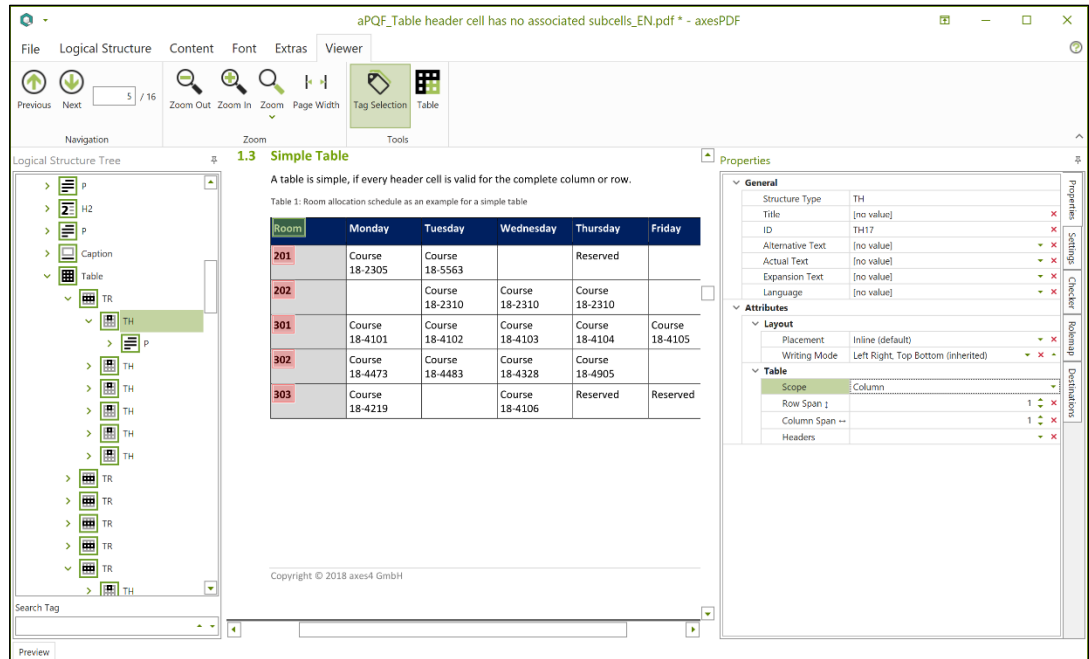 aPQF_Table header cell has no associated subcells_EN.pdf * - axesPDF
File Logical Structure Content Font Extras Viewer
5 / 16
Previous Next Zoom Out Zoom In Zoom Page Width Tag Selection Table
Navigation Zoom Tools
Logical Structure Tree
P
H2
P
Caption
Table
TR
TH
P
TH
TH
TH
TH
TH
TR
TR
TR
TR
TR
TH
Search Tag
Preview
1.3 Simple Table
A table is simple, if every header cell is valid for the complete column or row.
Table 1: Room allocation schedule as an example for a simple table
Room Monday Tuesday Wednesday Thursday Friday
201 Course Course Reserved
18-2305 18-5563
202 Course Course Course
18-2310 18-2310 18-2310
301 Course Course Course Course Course
18-4101 18-4102 18-4103 18-4104 18-4105
302 Course Course Course Course
18-4473 18-4483 18-4328 18-4905
303 Course Course Reserved Reserved
18-4219 18-4106
Copyright © 2018 axes4 GmbH
Properties
General
Structure Type TH
Title [no value]
ID TH17
Alternative Text [no value]
Actual Text [no value]
Expansion Text [no value]
Language [no value]
Attributes
Layout
Placement Inline (default)
Writing Mode Left Right, Top Bottom (inherited)
Table
Scope Column
Row Span 1
Column Span 1
Headers
Properties
Settings
Checker
Rolemap
Destinations